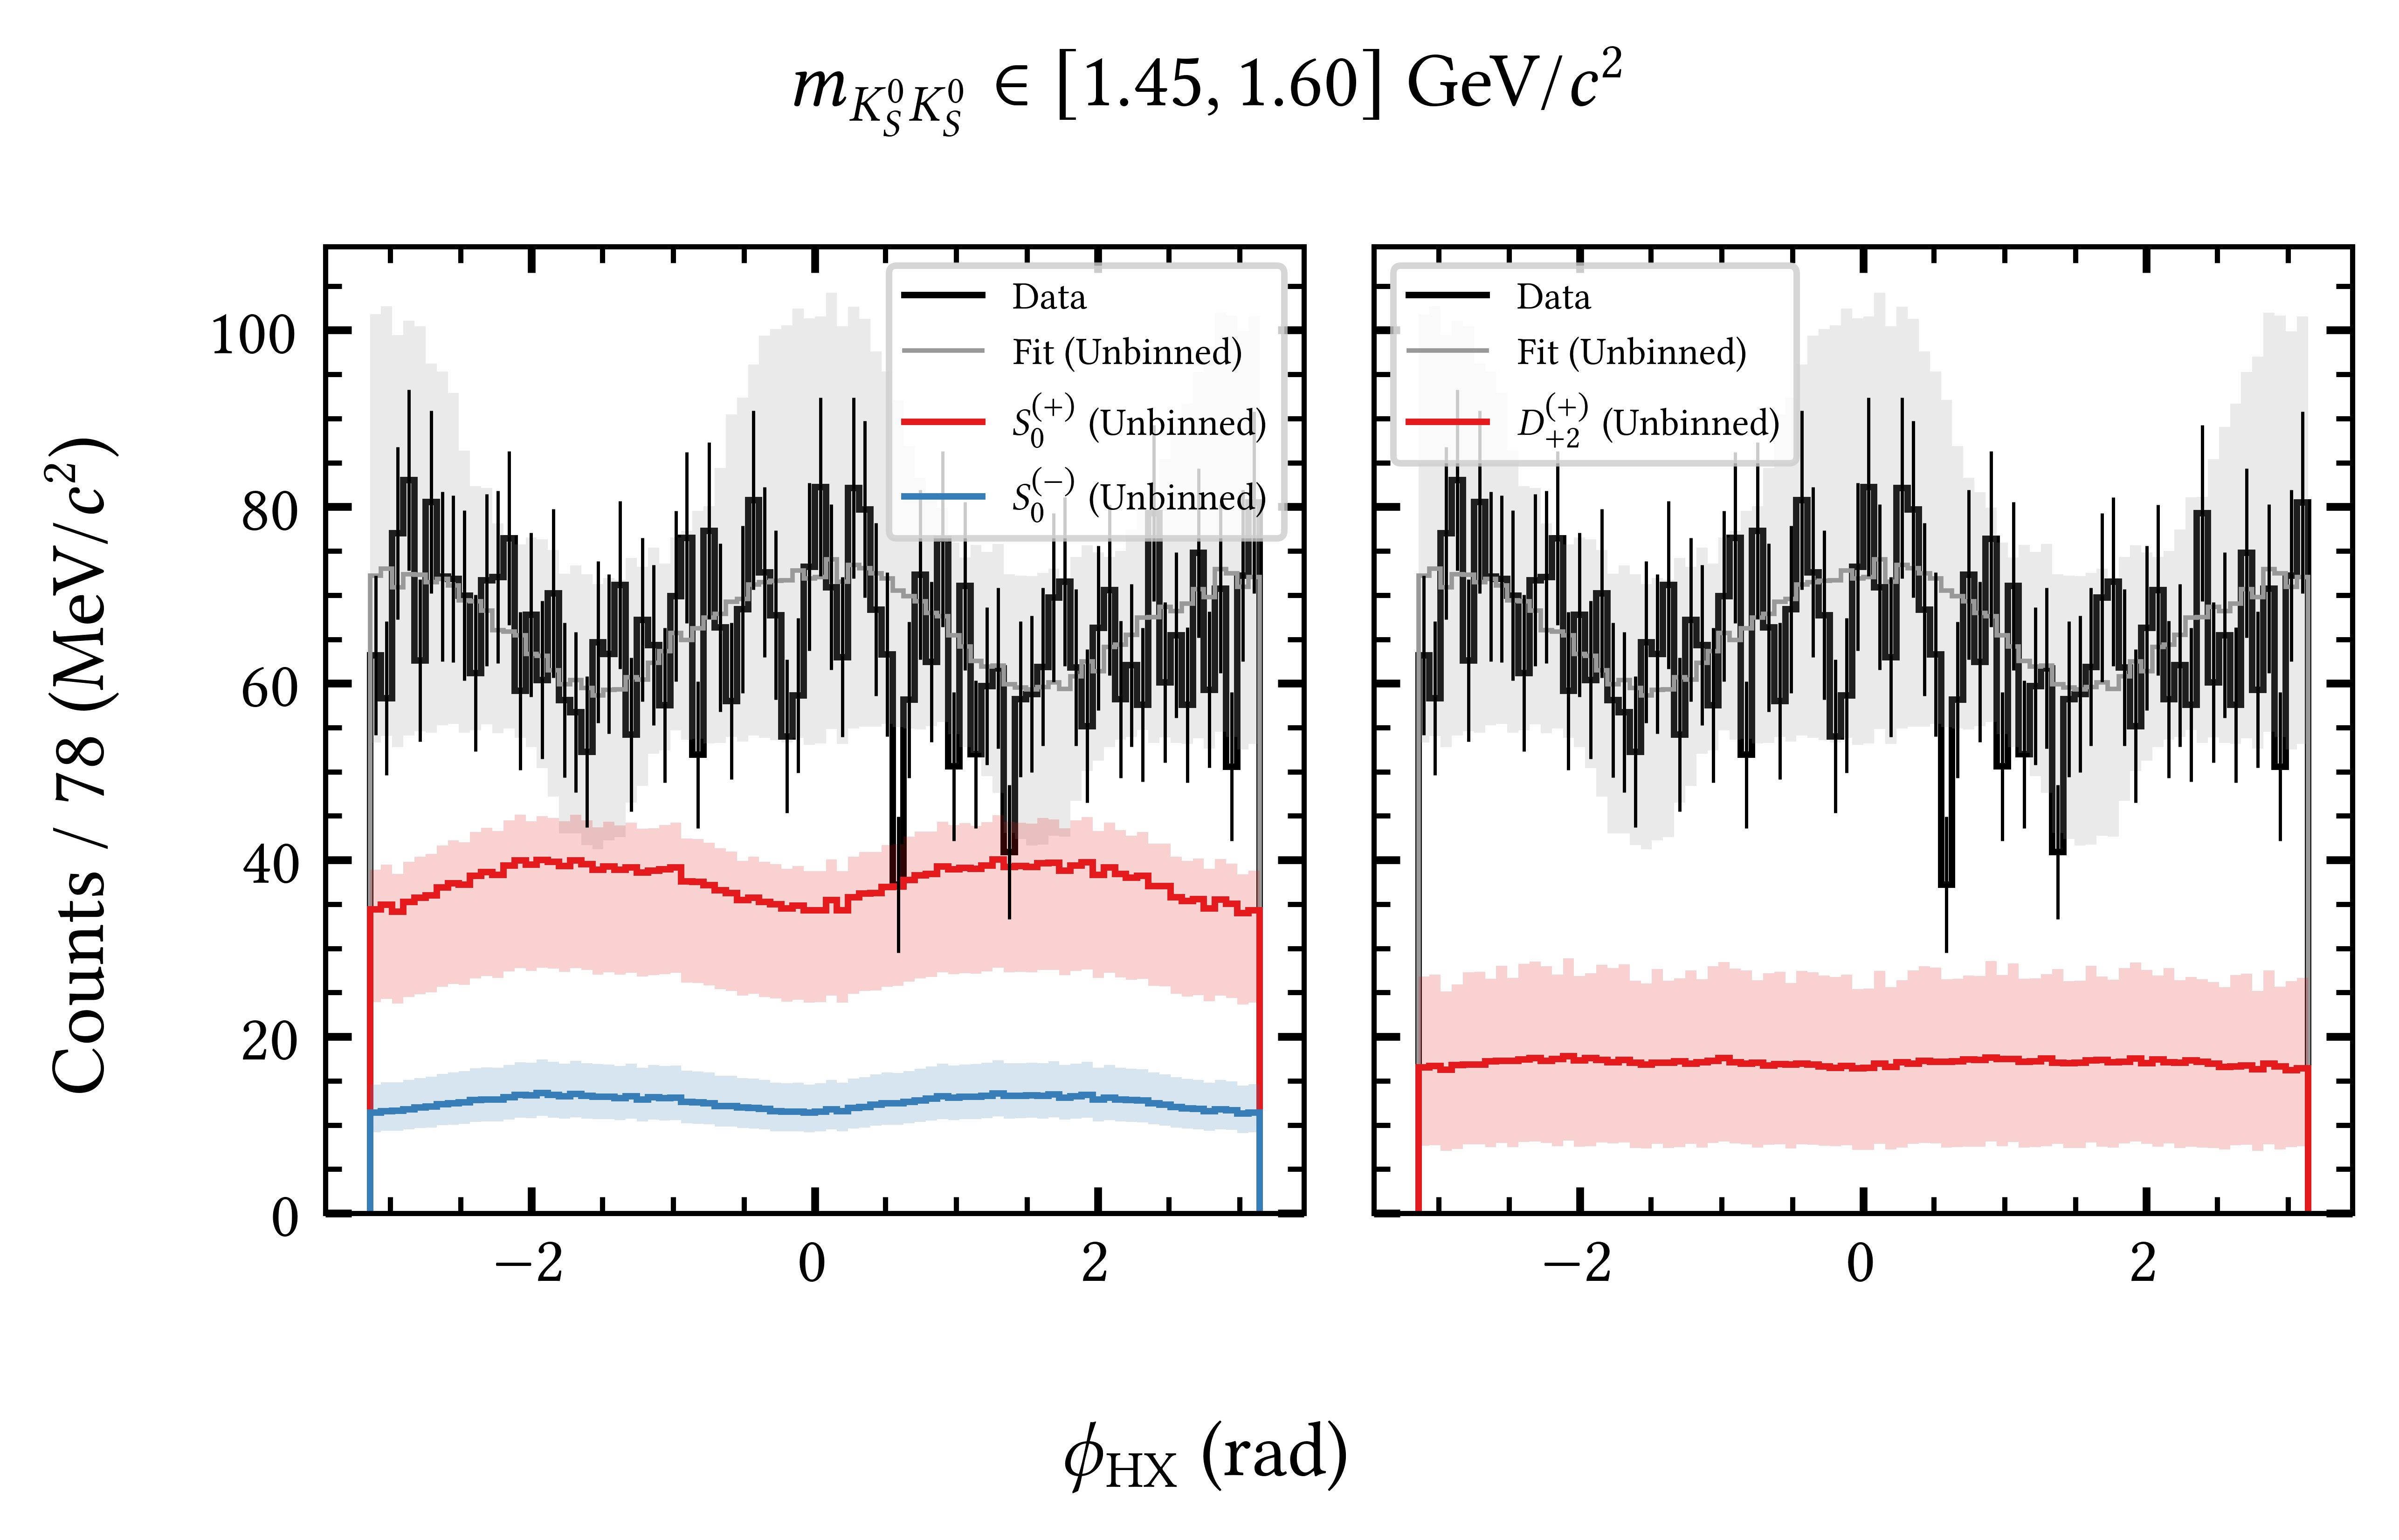 m_{K_S^0 K_S^0} ∈ [1.45, 1.60] GeV/c²
Counts / 78 (MeV/c²)
100
80
60
40
20
0
Data
Fit (Unbinned)
S_0^{(+)} (Unbinned)
S_0^{(−)} (Unbinned)
Data
Fit (Unbinned)
D_{+2}^{(+)} (Unbinned)
−2 0 2
−2 0 2
ϕ_{HX} (rad)